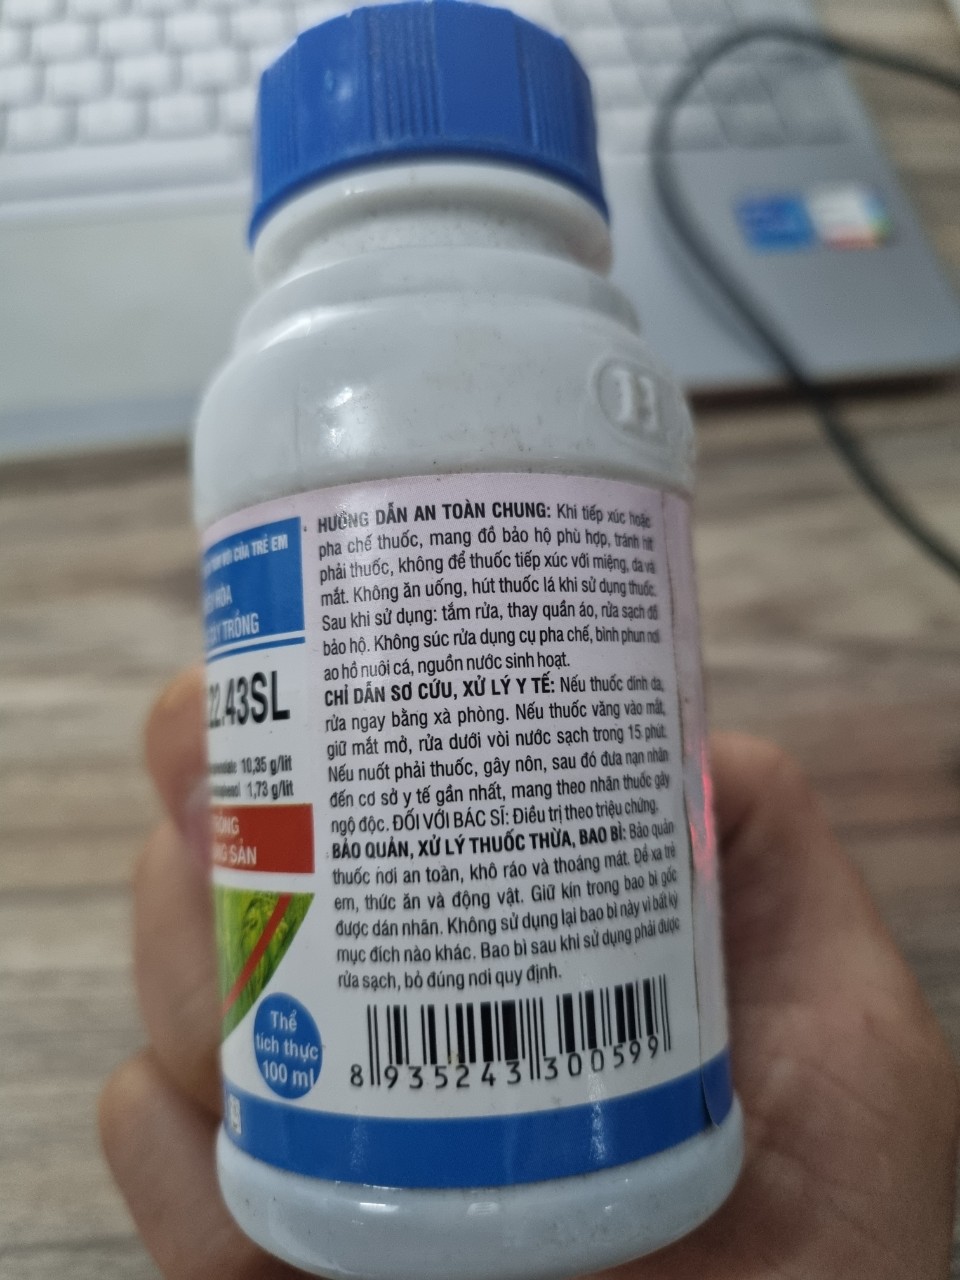 CỦA TRẺ EM
HÒA
CÂY TRỒNG
22.43SL
10,35 g/lít
1,73 g/lít
SẢN
Thể
tích thực
100 ml
HƯỚNG DẪN AN TOÀN CHUNG: Khi tiếp xúc hoặc
pha chế thuốc, mang đồ bảo hộ phù hợp, tránh hít
phải thuốc, không để thuốc tiếp xúc với miệng, da và
mắt. Không ăn uống, hút thuốc lá khi sử dụng thuốc.
Sau khi sử dụng: tắm rửa, thay quần áo, rửa sạch đồ
bảo hộ. Không súc rửa dụng cụ pha chế, bình phun nơi
ao hồ nuôi cá, nguồn nước sinh hoạt.
CHỈ DẪN SƠ CỨU, XỬ LÝ Y TẾ: Nếu thuốc dính da,
rửa ngay bằng xà phòng. Nếu thuốc văng vào mắt,
giữ mắt mở, rửa dưới vòi nước sạch trong 15 phút.
Nếu nuốt phải thuốc, gây nôn, sau đó đưa nạn nhân
đến cơ sở y tế gần nhất, mang theo nhãn thuốc gây
ngộ độc. ĐỐI VỚI BÁC SĨ: Điều trị theo triệu chứng.
BẢO QUẢN, XỬ LÝ THUỐC THỪA, BAO BÌ: Bảo quản
thuốc nơi an toàn, khô ráo và thoáng mát. Để xa trẻ
em, thức ăn và động vật. Giữ kín trong bao bì gốc
được dán nhãn. Không sử dụng lại bao bì này vì bất kỳ
mục đích nào khác. Bao bì sau khi sử dụng phải được
rửa sạch, bỏ đúng nơi quy định.
8 935243 300599